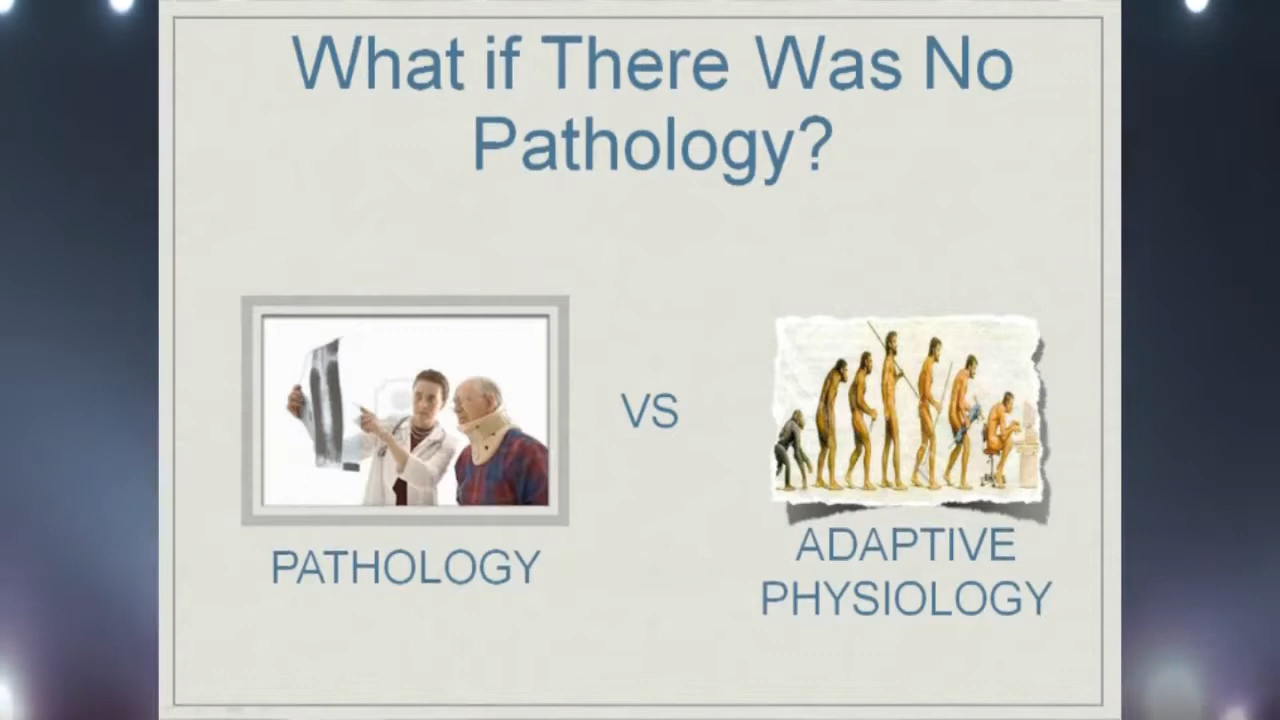 What if There Was No
Pathology?
VS
PATHOLOGY
ADAPTIVE
PHYSIOLOGY